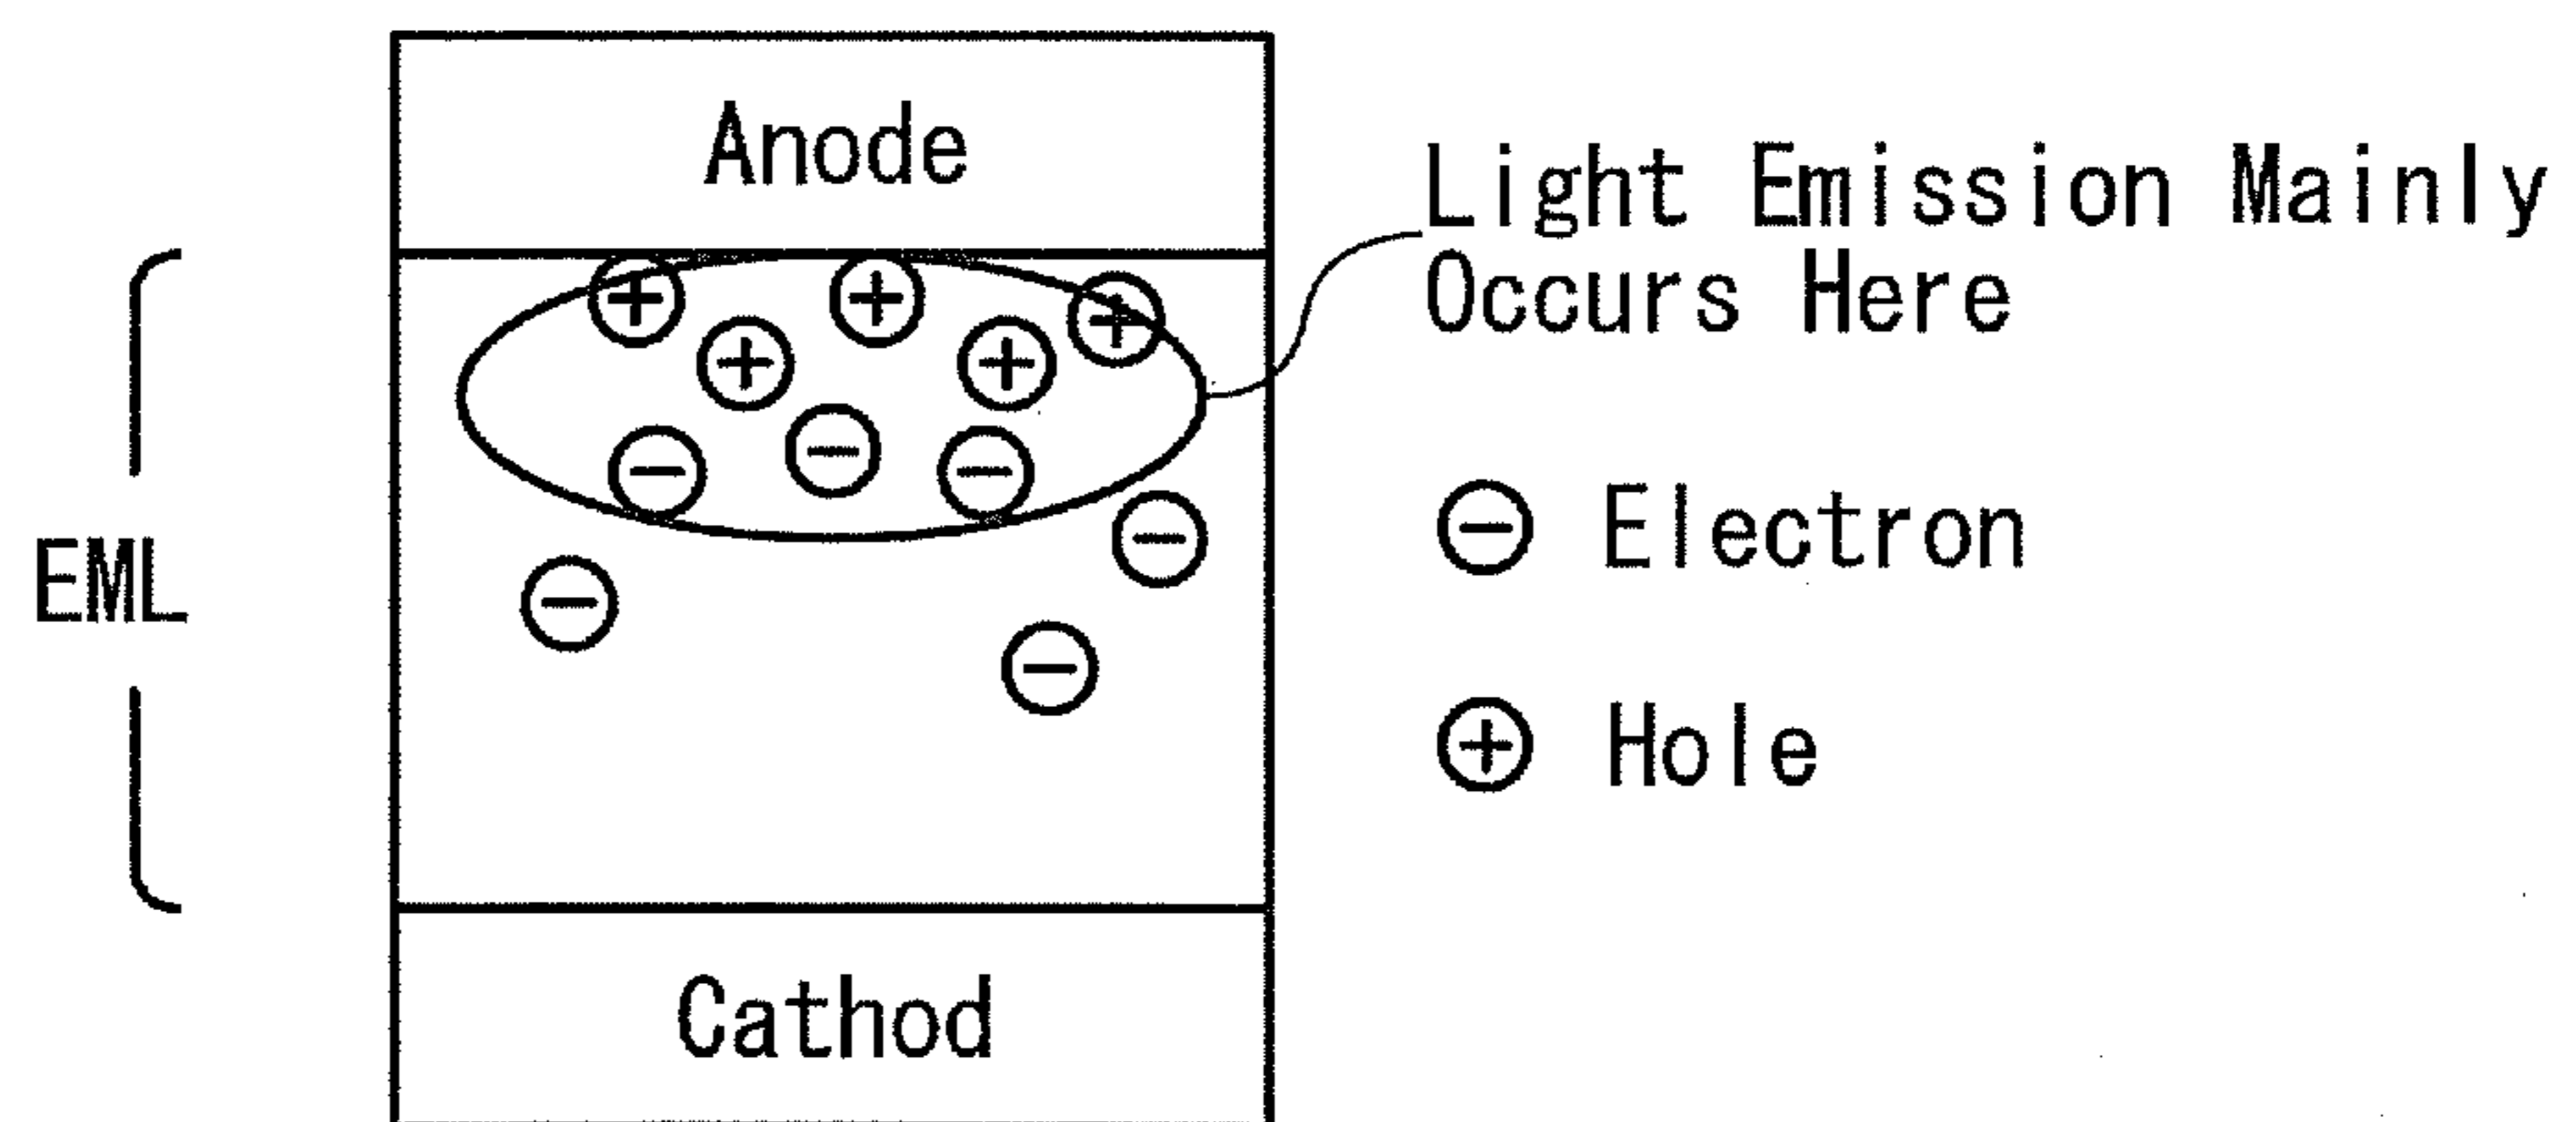 Anode
Light Emission Mainly
Occurs Here
EML
Electron
Hole
Cathod